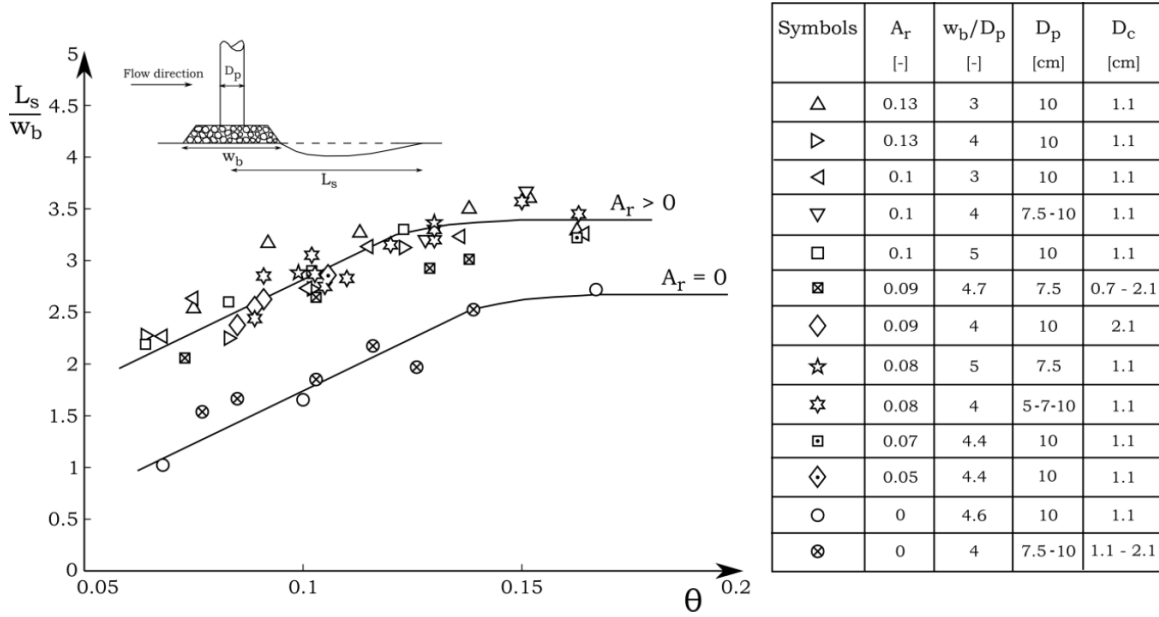 5
4.5
4
3.5
3
2.5
2
1.5
1
0.5
0
L_s
w_b
Flow direction
D_p
w_b
L_s
A_r > 0
A_r = 0
0.05
0.1
0.15
0.2
θ
Symbols A_r w_b/D_p D_p D_c
[-] [-] [cm] [cm]
0.13 3 10 1.1
0.13 4 10 1.1
0.1 3 10 1.1
0.1 4 7.5-10 1.1
0.1 5 10 1.1
0.09 4.7 7.5 0.7 - 2.1
0.09 4 10 2.1
0.08 5 7.5 1.1
0.08 4 5-7-10 1.1
0.07 4.4 10 1.1
0.05 4.4 10 1.1
0 4.6 10 1.1
0 4 7.5-10 1.1 - 2.1